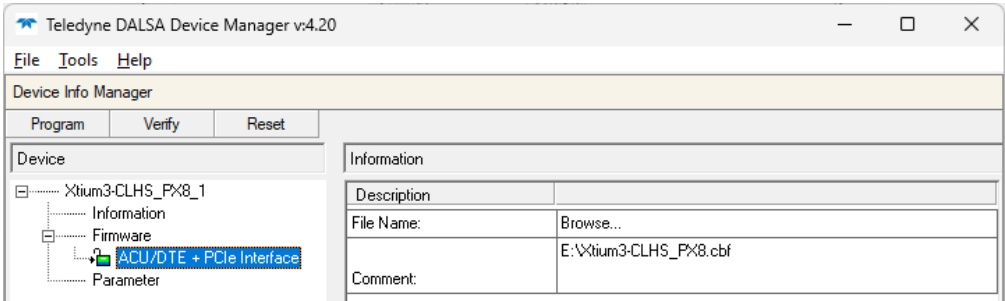 Teledyne DALSA Device Manager v:4.20
File Tools Help
Device Info Manager
Program Verify Reset
Device
Xtium3-CLHS_PX8_1
Information
Firmware
ACU/DTE + PCIe Interface
Parameter
Information
Description
File Name: Browse...
E:\Xtium3-CLHS_PX8.cbf
Comment: